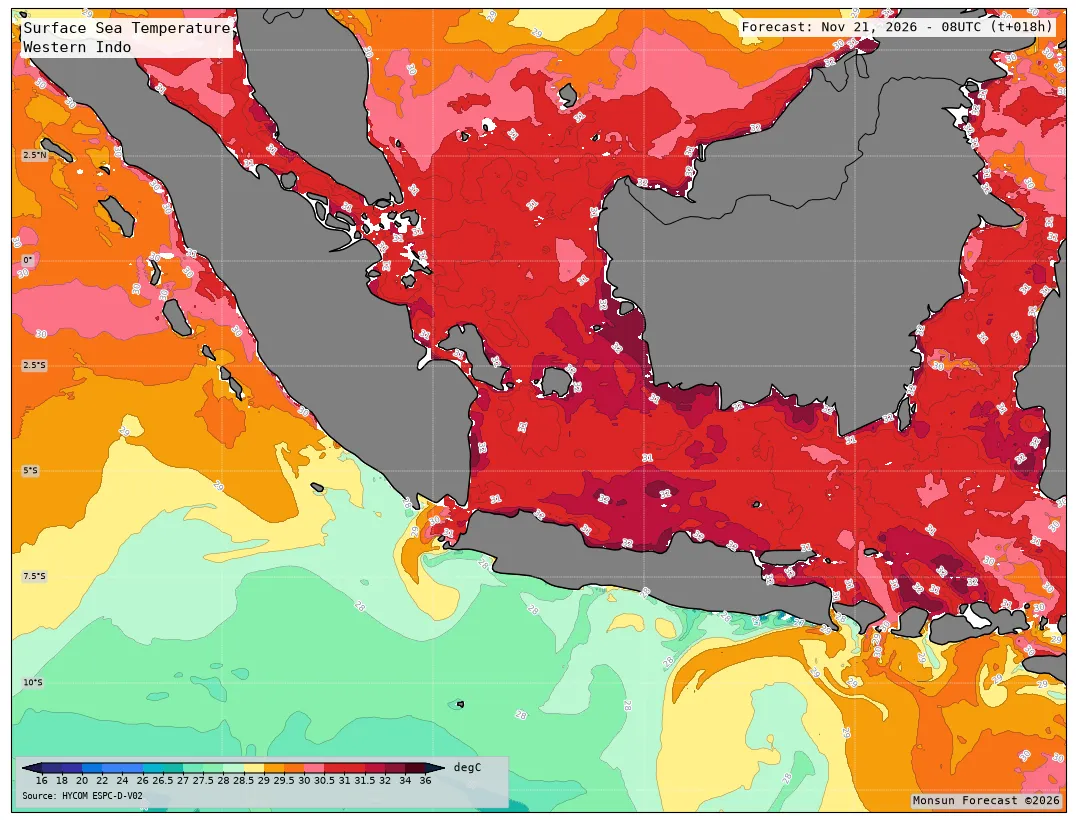 Surface Sea Temperature
Western Indo
Forecast: Nov 21, 2026 - 08UTC (t+018h)
2.5°N
0°
2.5°S
5°S
7.5°S
10°S
degC
16 18 20 22 24 26 26.5 27 27.5 28 28.5 29 29.5 30 30.5 31 31.5 32 34 36
Source: HYCOM ESPC-D-V02
Monsun Forecast ©2026